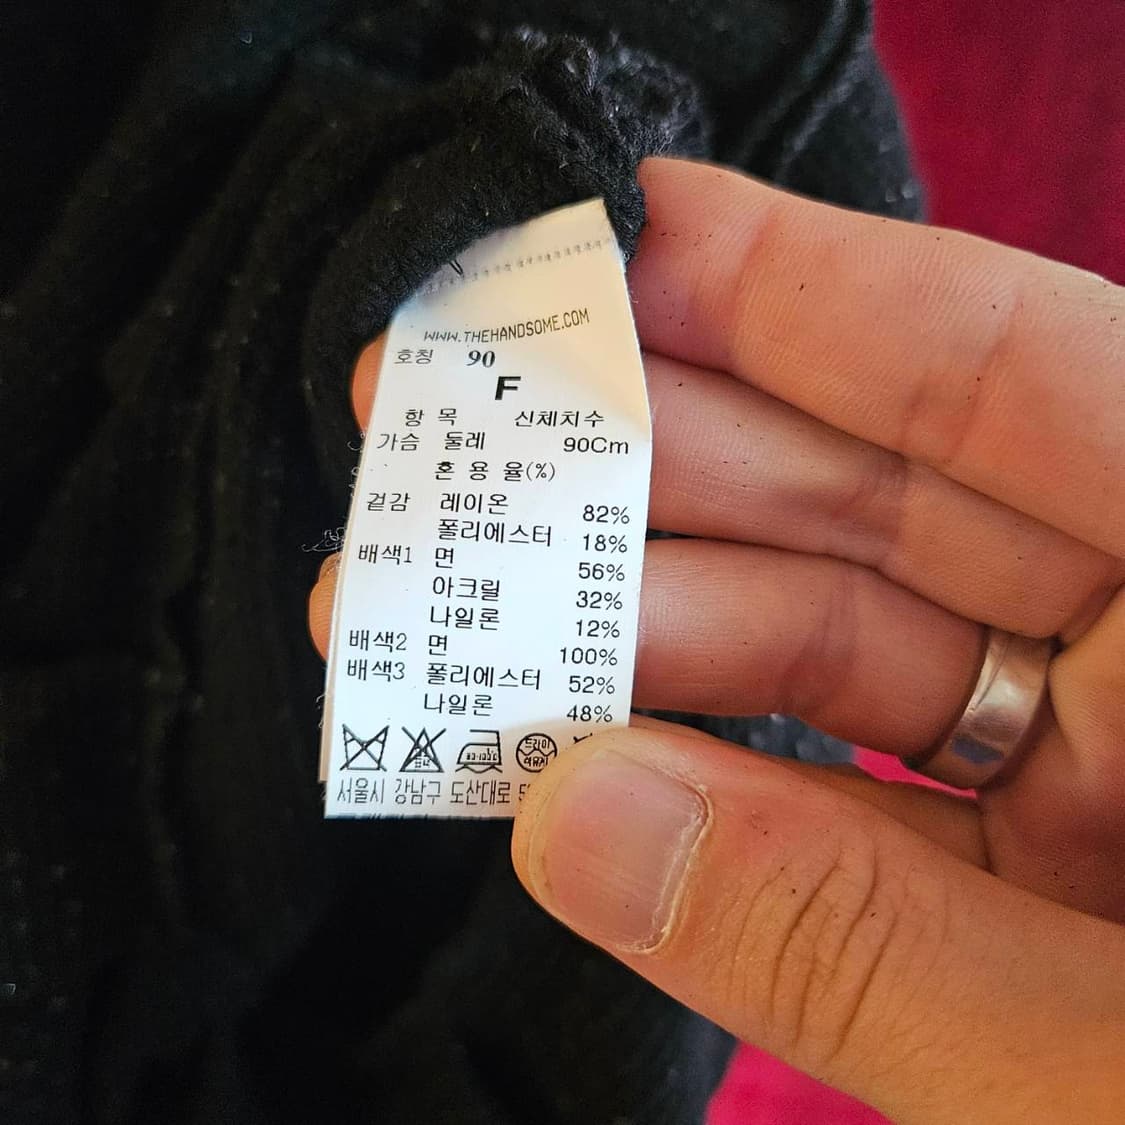 WWW.THEHANDSOME.COM
호칭 90
F
항 목 신체치수
가슴 둘레 90Cm
혼 용 율(%)
겉감 레이온 82%
폴리에스터 18%
배색1 면 56%
아크릴 32%
나일론 12%
배색2 면 100%
배색3 폴리에스터 52%
나일론 48%
드라이
석유계
서울시 강남구 도산대로